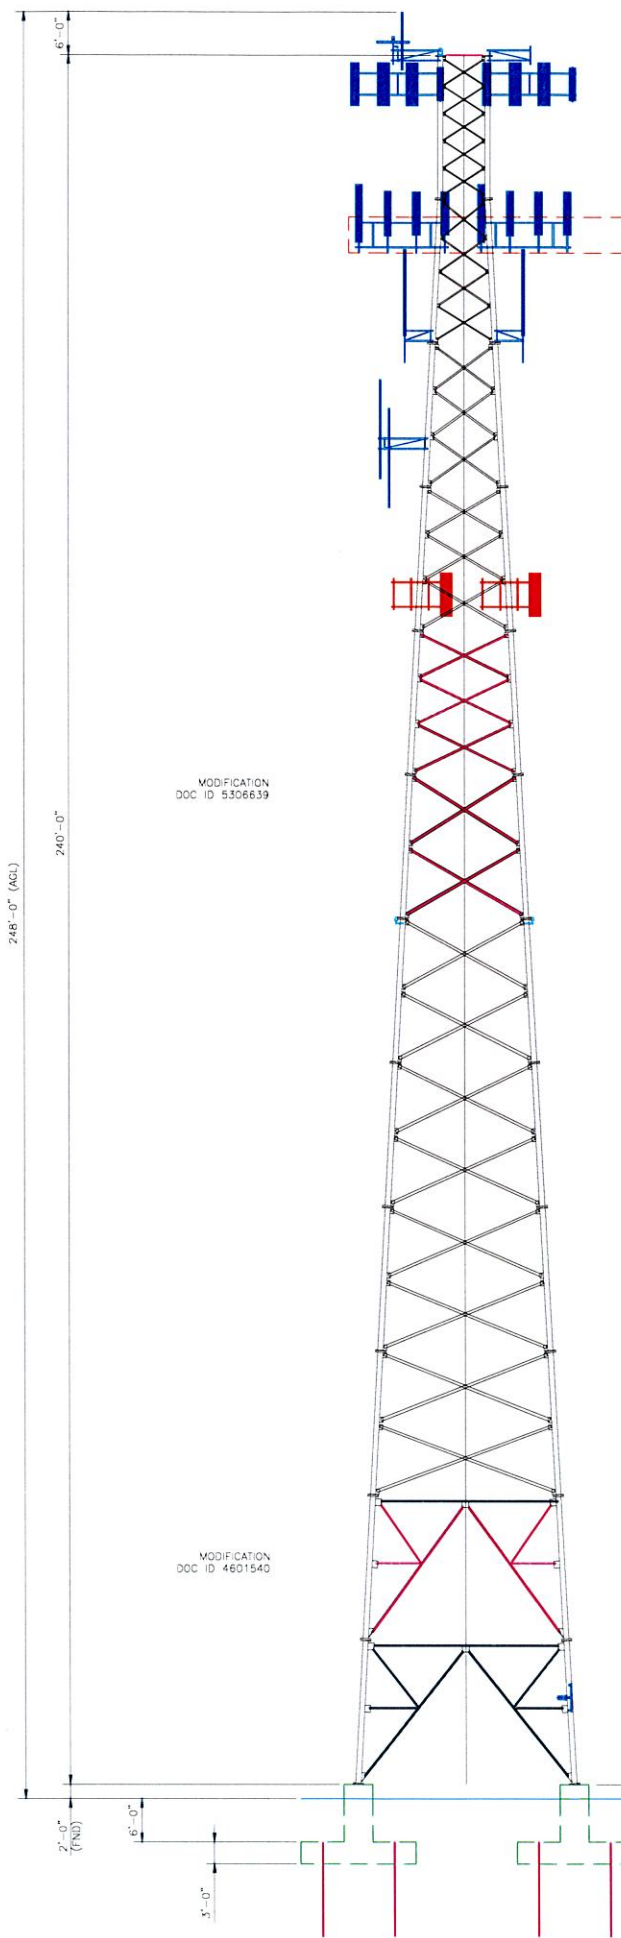 6'-0"
248'-0" (AGL)
240'-0"
MODIFICATION
DOC ID 5306639
MODIFICATION
DOC ID 4601540
2'-0"
(FND)
6'-0"
3'-0"